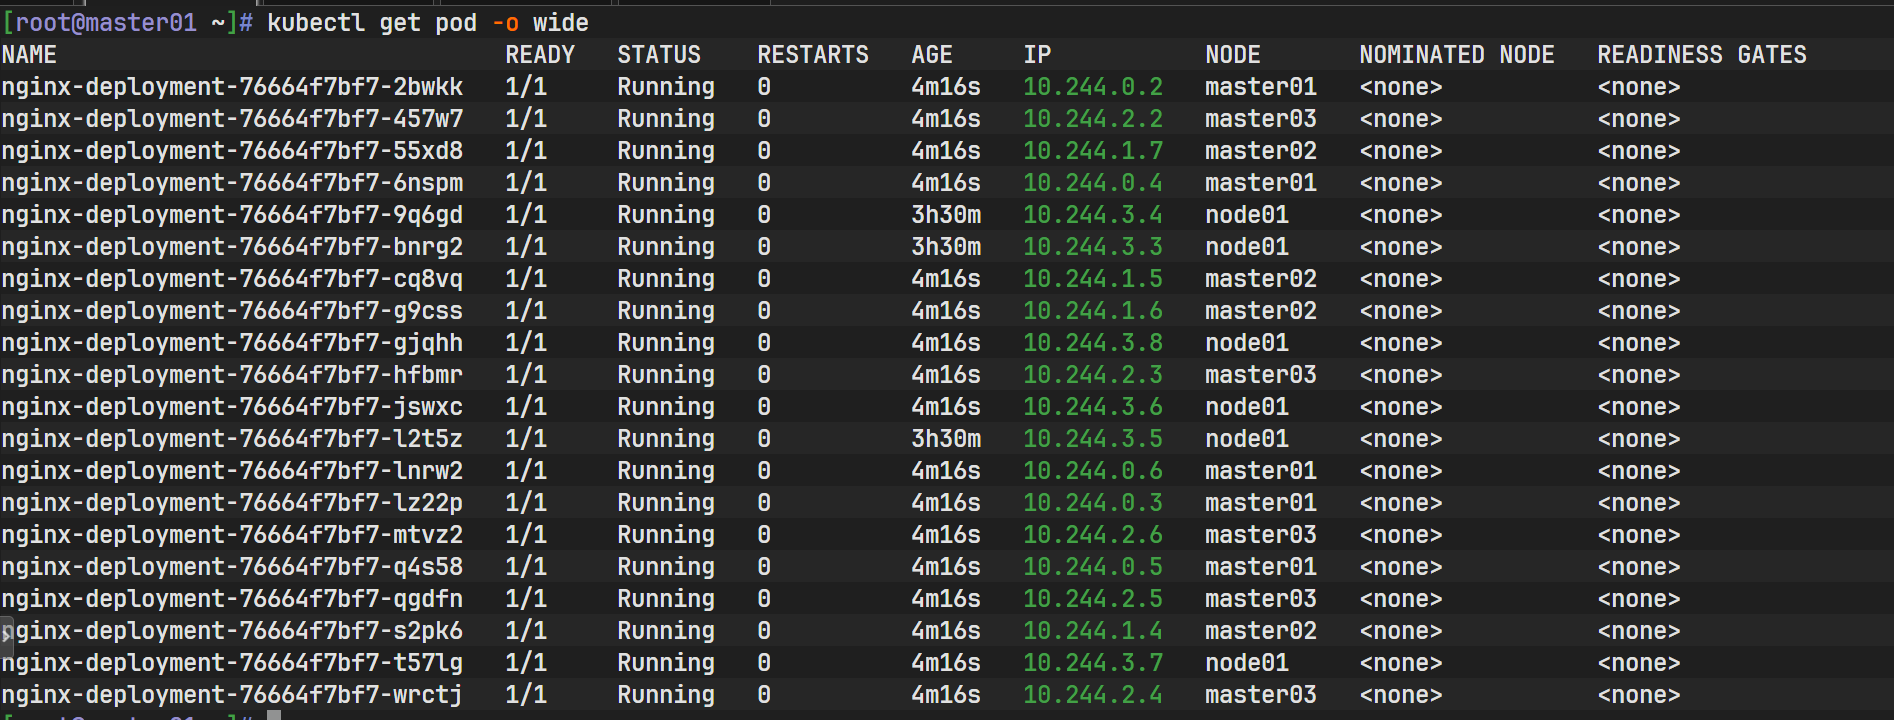 [root@master01 ~]# kubectl get pod -o wide
NAME READY STATUS RESTARTS AGE IP NODE NOMINATED NODE READINESS GATES
nginx-deployment-76664f7bf7-2bwkk 1/1 Running 0 4m16s 10.244.0.2 master01 <none> <none>
nginx-deployment-76664f7bf7-457w7 1/1 Running 0 4m16s 10.244.2.2 master03 <none> <none>
nginx-deployment-76664f7bf7-55xd8 1/1 Running 0 4m16s 10.244.1.7 master02 <none> <none>
nginx-deployment-76664f7bf7-6nspm 1/1 Running 0 4m16s 10.244.0.4 master01 <none> <none>
nginx-deployment-76664f7bf7-9q6gd 1/1 Running 0 3h30m 10.244.3.4 node01 <none> <none>
nginx-deployment-76664f7bf7-bnrg2 1/1 Running 0 3h30m 10.244.3.3 node01 <none> <none>
nginx-deployment-76664f7bf7-cq8vq 1/1 Running 0 4m16s 10.244.1.5 master02 <none> <none>
nginx-deployment-76664f7bf7-g9css 1/1 Running 0 4m16s 10.244.1.6 master02 <none> <none>
nginx-deployment-76664f7bf7-gjqhh 1/1 Running 0 4m16s 10.244.3.8 node01 <none> <none>
nginx-deployment-76664f7bf7-hfbmr 1/1 Running 0 4m16s 10.244.2.3 master03 <none> <none>
nginx-deployment-76664f7bf7-jswxc 1/1 Running 0 4m16s 10.244.3.6 node01 <none> <none>
nginx-deployment-76664f7bf7-l2t5z 1/1 Running 0 3h30m 10.244.3.5 node01 <none> <none>
nginx-deployment-76664f7bf7-lnrw2 1/1 Running 0 4m16s 10.244.0.6 master01 <none> <none>
nginx-deployment-76664f7bf7-lz22p 1/1 Running 0 4m16s 10.244.0.3 master01 <none> <none>
nginx-deployment-76664f7bf7-mtvz2 1/1 Running 0 4m16s 10.244.2.6 master03 <none> <none>
nginx-deployment-76664f7bf7-q4s58 1/1 Running 0 4m16s 10.244.0.5 master01 <none> <none>
nginx-deployment-76664f7bf7-qgdfn 1/1 Running 0 4m16s 10.244.2.5 master03 <none> <none>
nginx-deployment-76664f7bf7-s2pk6 1/1 Running 0 4m16s 10.244.1.4 master02 <none> <none>
nginx-deployment-76664f7bf7-t57lg 1/1 Running 0 4m16s 10.244.3.7 node01 <none> <none>
nginx-deployment-76664f7bf7-wrctj 1/1 Running 0 4m16s 10.244.2.4 master03 <none> <none>